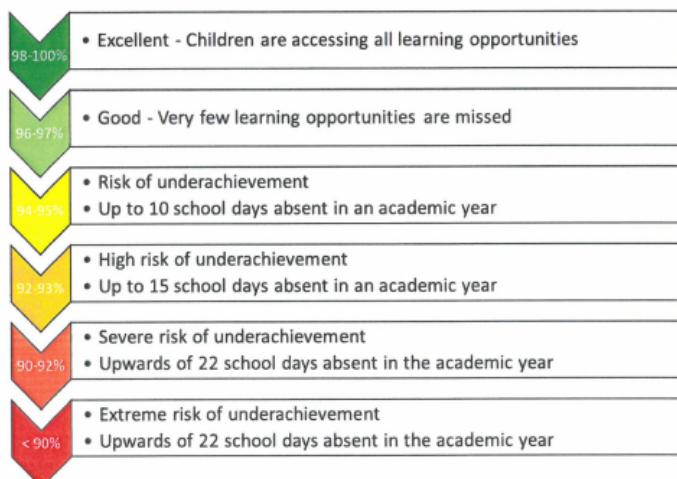 98-100%
• Excellent - Children are accessing all learning opportunities
96-97%
• Good - Very few learning opportunities are missed
94-95%
• Risk of underachievement
• Up to 10 school days absent in an academic year
92-93%
• High risk of underachievement
• Up to 15 school days absent in an academic year
90-92%
• Severe risk of underachievement
• Upwards of 22 school days absent in the academic year
< 90%
• Extreme risk of underachievement
• Upwards of 22 school days absent in the academic year